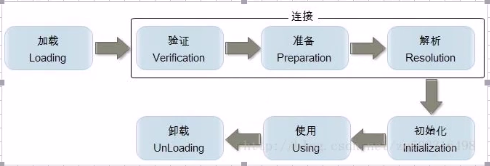 连接
加载
Loading
验证
Verification
准备
Preparation
解析
Resolution
卸载
UnLoading
使用
Using
初始化
Initialization